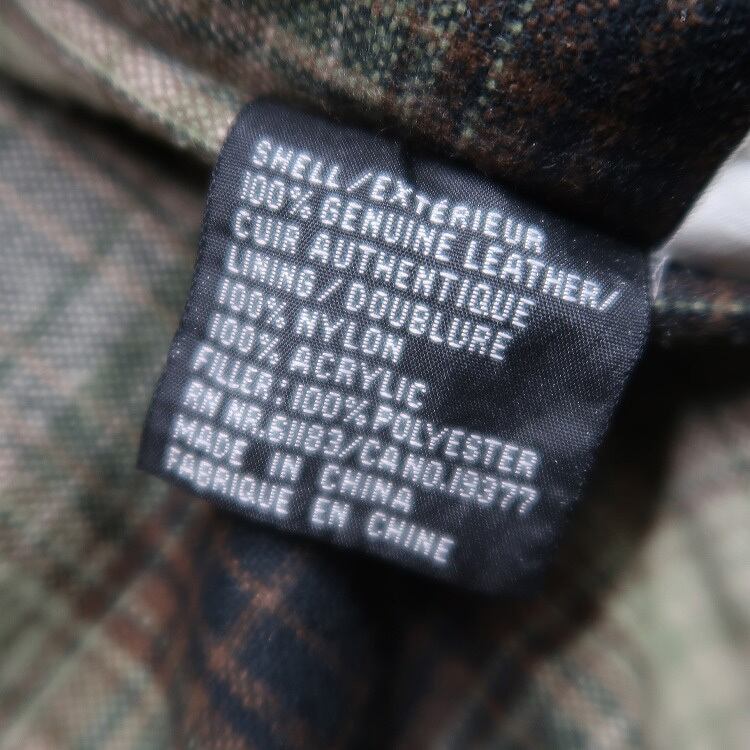 SHELL/EXTÉRIEUR
100% GENUINE LEATHER/
CUIR AUTHENTIQUE
LINING/DOUBLURE
100% NYLON
100% ACRYLIC
FILLER: 100% POLYESTER
RN NR.61183/CA NO.19377
MADE IN CHINA
FABRIQUE EN CHINE